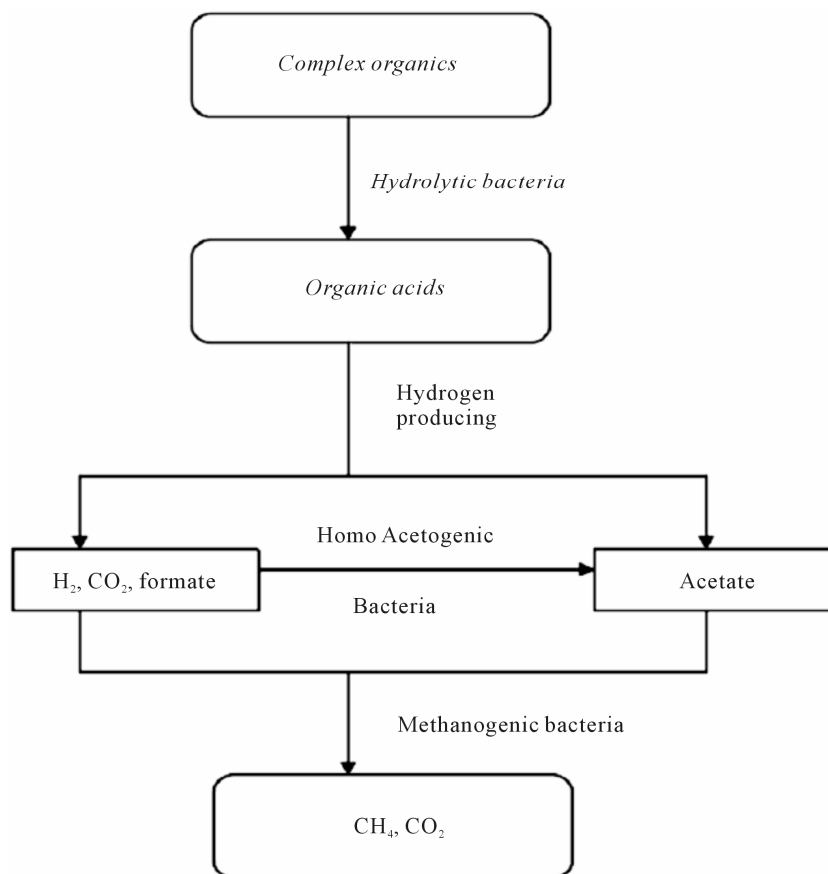 Complex organics
Hydrolytic bacteria
Organic acids
Hydrogen
producing
Homo Acetogenic
H₂, CO₂, formate
Acetate
Bacteria
Methanogenic bacteria
CH₄, CO₂